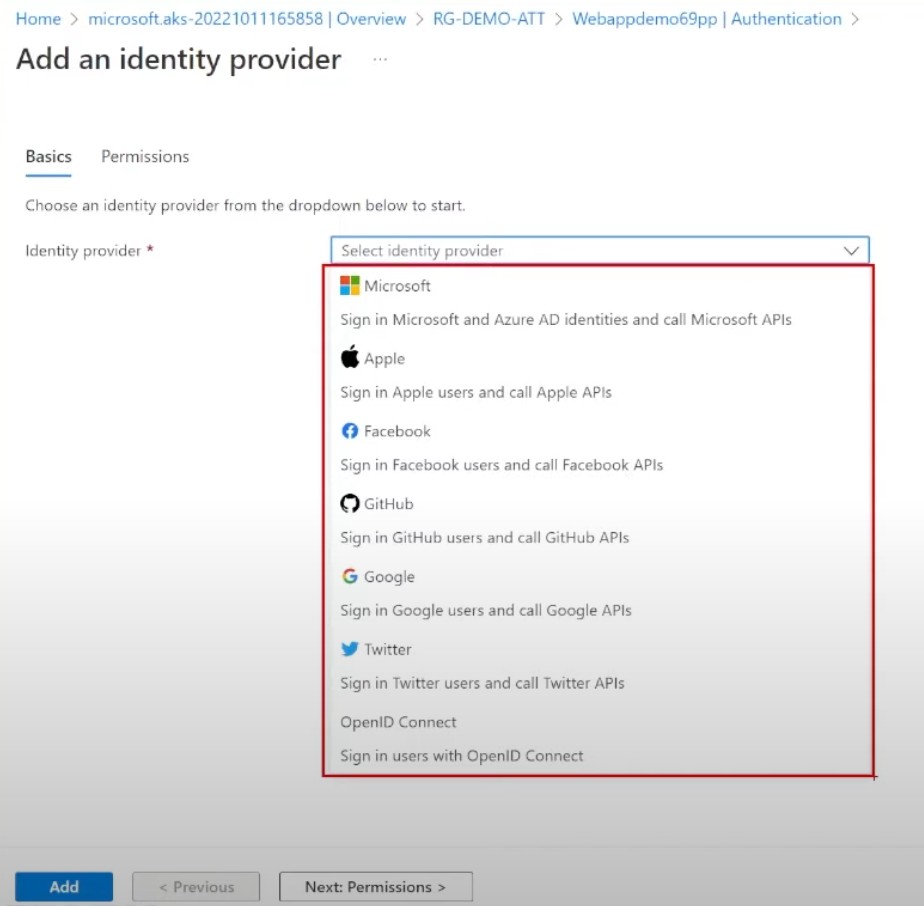 Home > microsoft.aks-20221011165858 | Overview > RG-DEMO-ATT > Webappdemo69pp | Authentication >
Add an identity provider ...
Basics Permissions
Choose an identity provider from the dropdown below to start.
Identity provider * Select identity provider
Microsoft
Sign in Microsoft and Azure AD identities and call Microsoft APIs
Apple
Sign in Apple users and call Apple APIs
Facebook
Sign in Facebook users and call Facebook APIs
GitHub
Sign in GitHub users and call GitHub APIs
Google
Sign in Google users and call Google APIs
Twitter
Sign in Twitter users and call Twitter APIs
OpenID Connect
Sign in users with OpenID Connect
Add < Previous Next: Permissions >